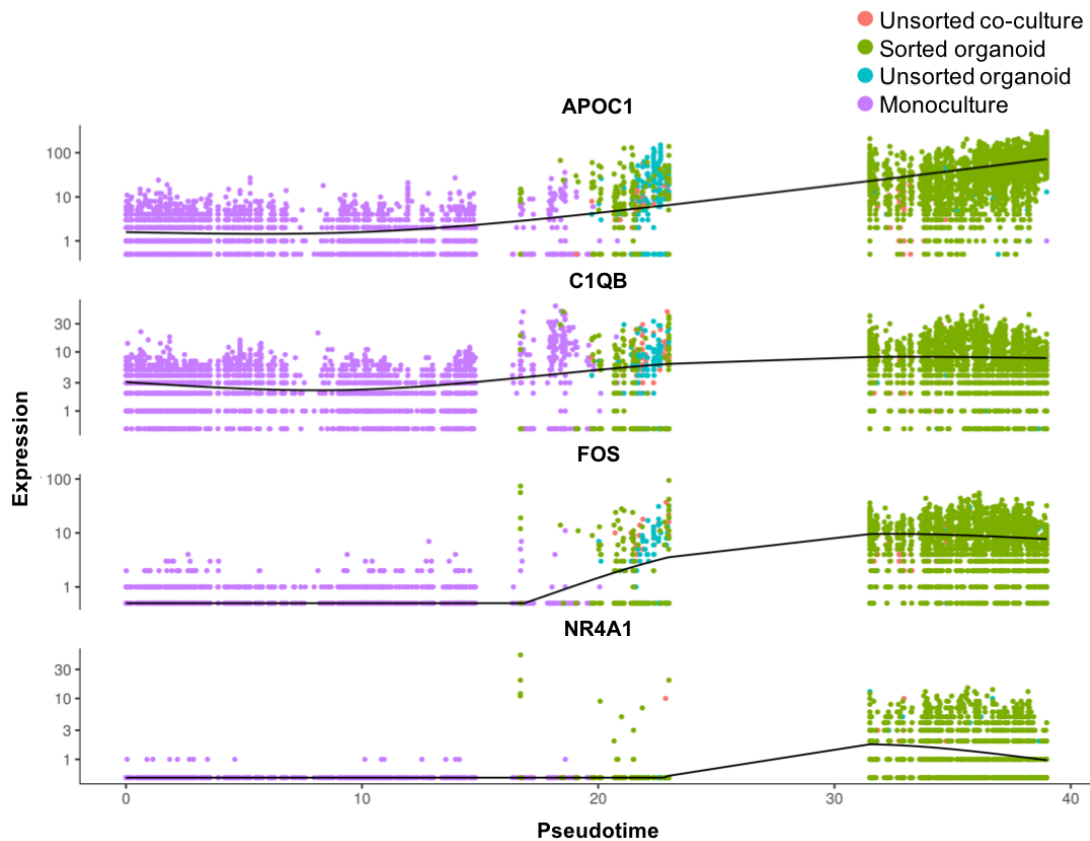 Unsorted co-culture
Sorted organoid
Unsorted organoid
Monoculture
APOC1
100
10
1
C1QB
30
10
3
1
FOS
100
10
1
NR4A1
30
10
3
1
0 10 20 30 40
Expression
Pseudotime